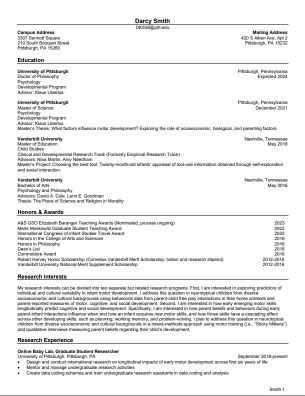 Darcy Smith
DKS08@pitt.edu
Campus Address
Mailing Address
3307 Sennott Square
420 S Aiken Ave, Apt 2
210 South Bouquet Street
Pittsburgh, PA 15232
Pittsburgh, PA 15260
Education
University of Pittsburgh
Pittsburgh, Pennsylvania
Doctor of Philosophy
Expected 2024
Psychology
Developmental Program
Advisor: Klaus Libertus
University of Pittsburgh
Pittsburgh, Pennsylvania
Master of Science
December 2021
Psychology
Developmental Program
Advisor: Klaus Libertus
Master's Thesis: What factors influence motor development? Exploring the role of socioeconomic, biological, and parenting factors.
Vanderbilt University
Nashville, Tennessee
Master of Education
May 2018
Child Studies
Clinical and Developmental Research Track (Formerly Empirical Research Track)
Advisors: Nina Martin, Amy Needham
Master's Project: Choosing the best tool: Twenty-month-old infants' appraisal of tool-use information obtained through self-exploration
and social interaction.
Vanderbilt University
Nashville, Tennessee
Bachelor of Arts
May 2016
Psychology and Philosophy
Advisors: David A. Cole, Lenn E. Goodman
Thesis: The Place of Science and Religion in Morality
Honors & Awards
A&S GSO Elizabeth Baranger Teaching Awards (Nominated, process ongoing) 2023
Merle Moskowitz Graduate Student Teaching Award 2022
International Congress of Infant Studies Travel Award 2022
Honors in the College of Arts and Sciences 2016
Honors in Philosophy 2016
Dean's List 2016
Commodore Award 2016
Robert Harvey Honor Scholarship (Cornelius Vanderbilt Merit Scholarship: tuition and research stipend) 2012-2016
Vanderbilt University National Merit Supplement Scholarship 2012-2016
Research Interests
My research interests can be divided into two separate but related research programs. First, I am interested in exploring predictors of
individual and cultural variability in infant motor development. I address this question in neurotypical children from diverse
socioeconomic and cultural backgrounds using behavioral data from parent-child free play interactions in their home contexts and
parent-reported measures of motor, cognitive and social development. Second, I am interested in how early emerging motor skills
longitudinally predict cognitive and social development. Specifically, I am interested in how parent beliefs and behaviors during early
parent-infant interactions influence when and how an infant acquires new motor skills, and how those skills have a cascading affect
across other developing skills, such as planning, working memory, and problem-solving. I plan to address this question in neurotypical
children from diverse socioeconomic and cultural backgrounds in a mixed-methods approach using motor training (i.e., "Sticky Mittens")
and qualitative interviews measuring parent beliefs regarding their child's development.
Research Experience
Online Baby Lab, Graduate Student Researcher
University of Pittsburgh, Pittsburgh, PA September 2018-present
• Design and conduct international research on longitudinal impacts of early motor development across first six years of life
• Mentor and manage undergraduate research activities
• Create data coding schemes and train undergraduate research assistants in data coding and analysis
Smith 1